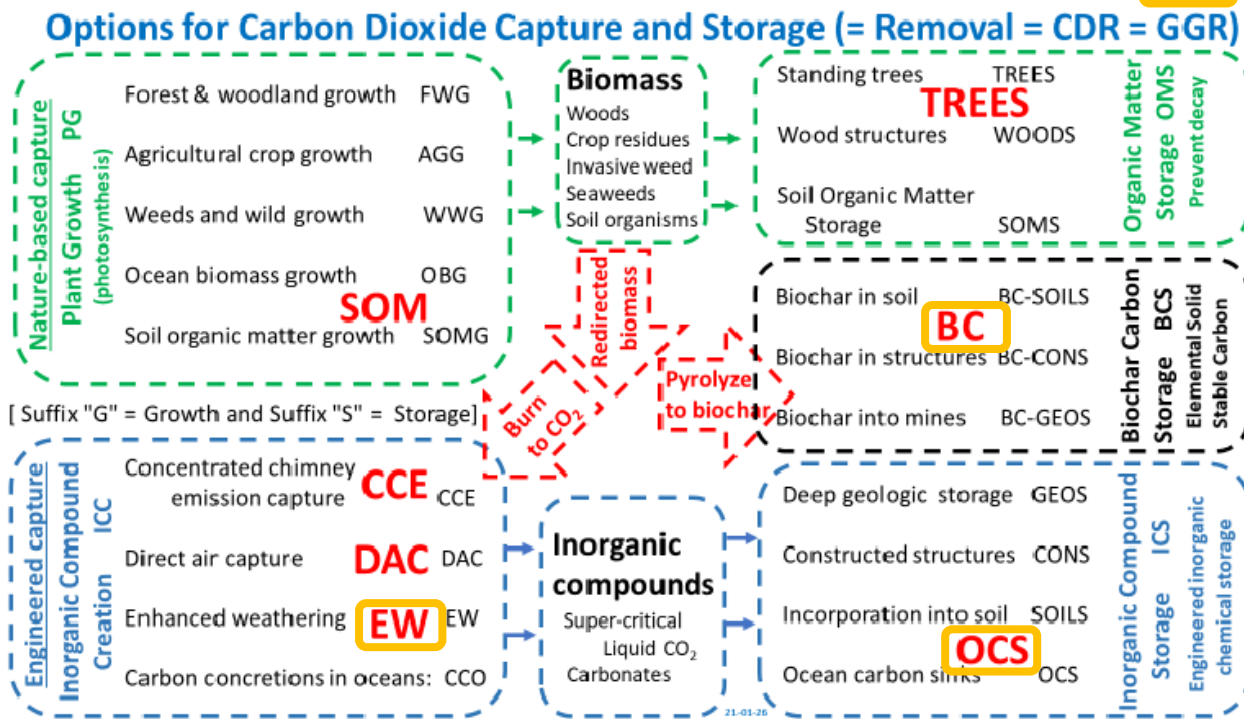 Options for Carbon Dioxide Capture and Storage (= Removal = CDR = GGR)
Nature-based capture
Plant Growth PG
(photosynthesis)
Forest & woodland growth FWG
Agricultural crop growth AGG
Weeds and wild growth WWG
Ocean biomass growth OBG
SOM
Soil organic matter growth SOMG
Biomass
Woods
Crop residues
Invasive weed
Seaweeds
Soil organisms
Standing trees TREES
TREES
Wood structures WOODS
Soil Organic Matter
Storage SOMS
Organic Matter
Storage OMS
Prevent decay
Redirected
biomass
Burn
to CO₂
Pyrolyze
to biochar
Biochar in soil BC-SOILS
BC
Biochar in structures BC-CONS
Biochar into mines BC-GEOS
Biochar Carbon
Storage BCS
Elemental Solid
Stable Carbon
[ Suffix "G" = Growth and Suffix "S" = Storage]
Engineered capture
Inorganic Compound
Creation ICC
Concentrated chimney
emission capture CCE CCE
Direct air capture DAC DAC
Enhanced weathering EW EW
Carbon concretions in oceans: CCO
Inorganic
compounds
Super-critical
Liquid CO₂
Carbonates
21-01-26
Deep geologic storage GEOS
Constructed structures CONS
Incorporation into soil SOILS
OCS
Ocean carbon sinks OCS
Inorganic Compound
Storage ICS
Engineered inorganic
chemical storage